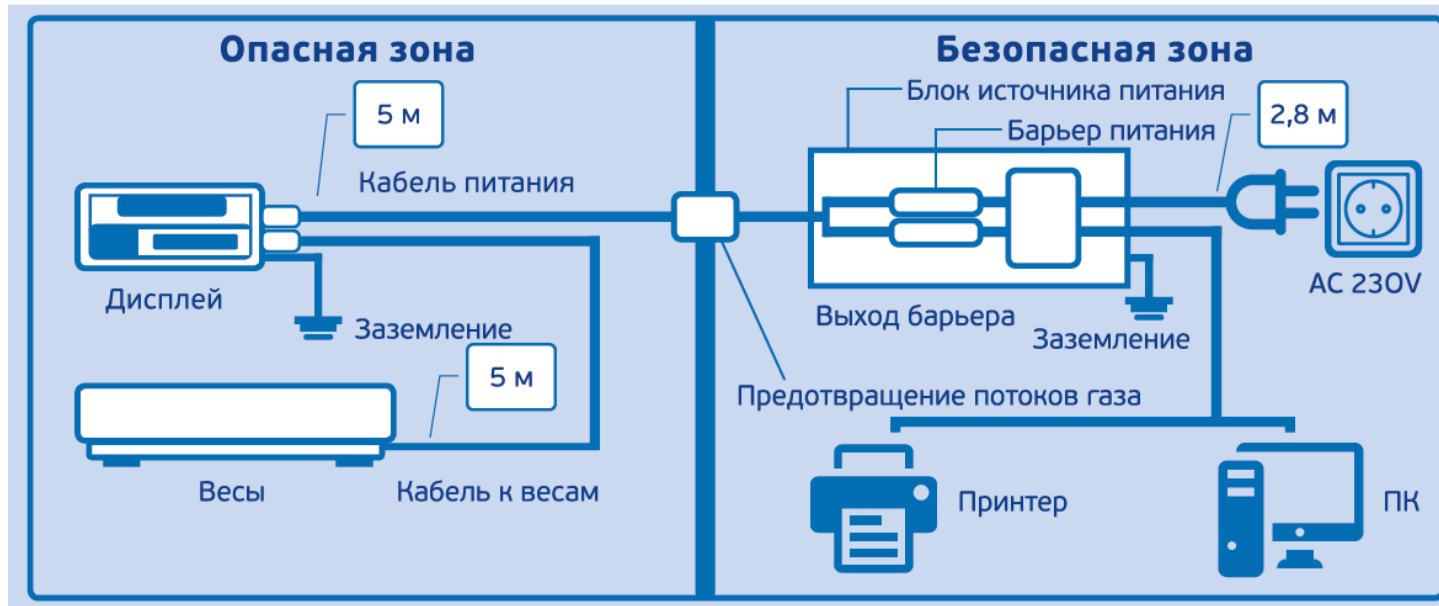 Опасная зона
Безопасная зона
Блок источника питания
5 м
Барьер питания
2,8 м
Кабель питания
AC 230V
Дисплей
Выход барьера
Заземление
Заземление
5 м
Предотвращение потоков газа
Весы
Кабель к весам
Принтер
ПК